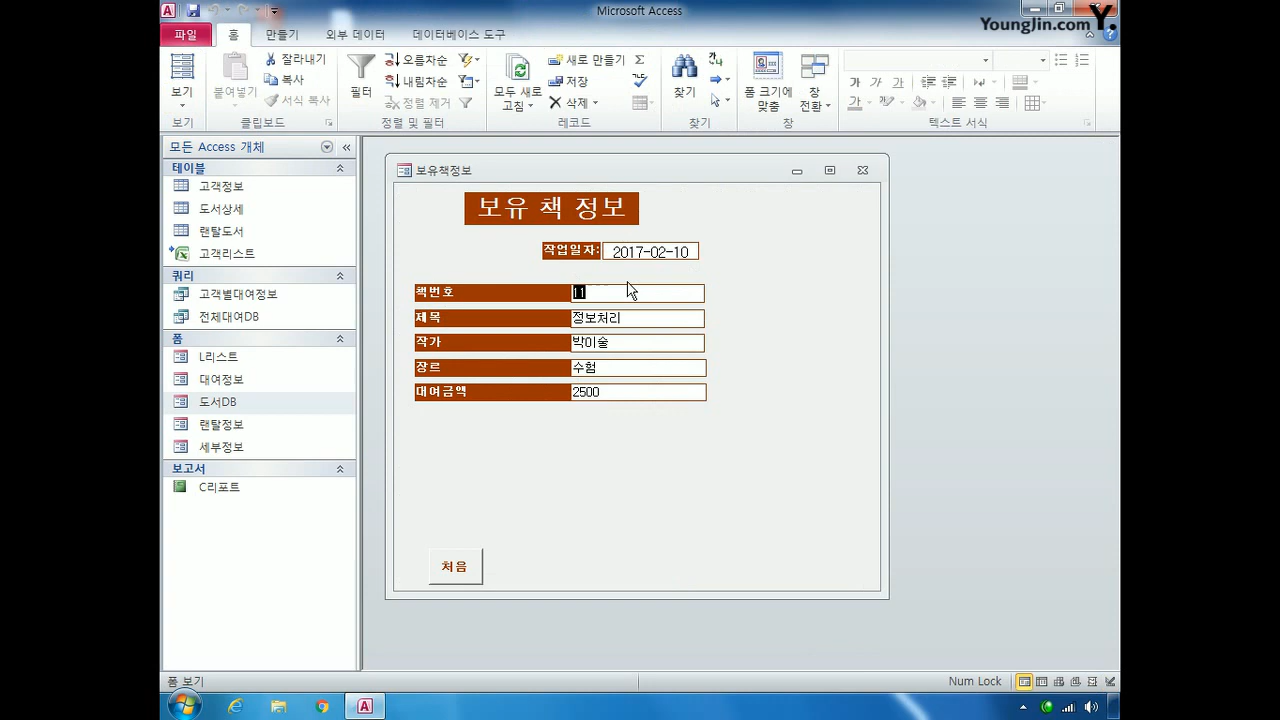 Microsoft Access
YoungJin.com Y.
파일 홈 만들기 외부 데이터 데이터베이스 도구
보기
붙여넣기
잘라내기
복사
서식 복사
필터
오름차순
내림차순
정렬 제거
모두 새로 고침
새로 만들기
저장
삭제
찾기
폼 크기에 맞춤
창 전환
보기 클립보드 정렬 및 필터 레코드 찾기 창 텍스트 서식
모든 Access 개체
테이블
고객정보
도서상세
랜탈도서
고객리스트
쿼리
고객별대여정보
전체대여DB
폼
L리스트
대여정보
도서DB
랜탈정보
세부정보
보고서
C리포트
보유책정보
보유 책 정보
작업일자: 2017-02-10
책번호 11
제목 정보처리
작가 박이술
장르 수험
대여금액 2500
처음
폼 보기
Num Lock